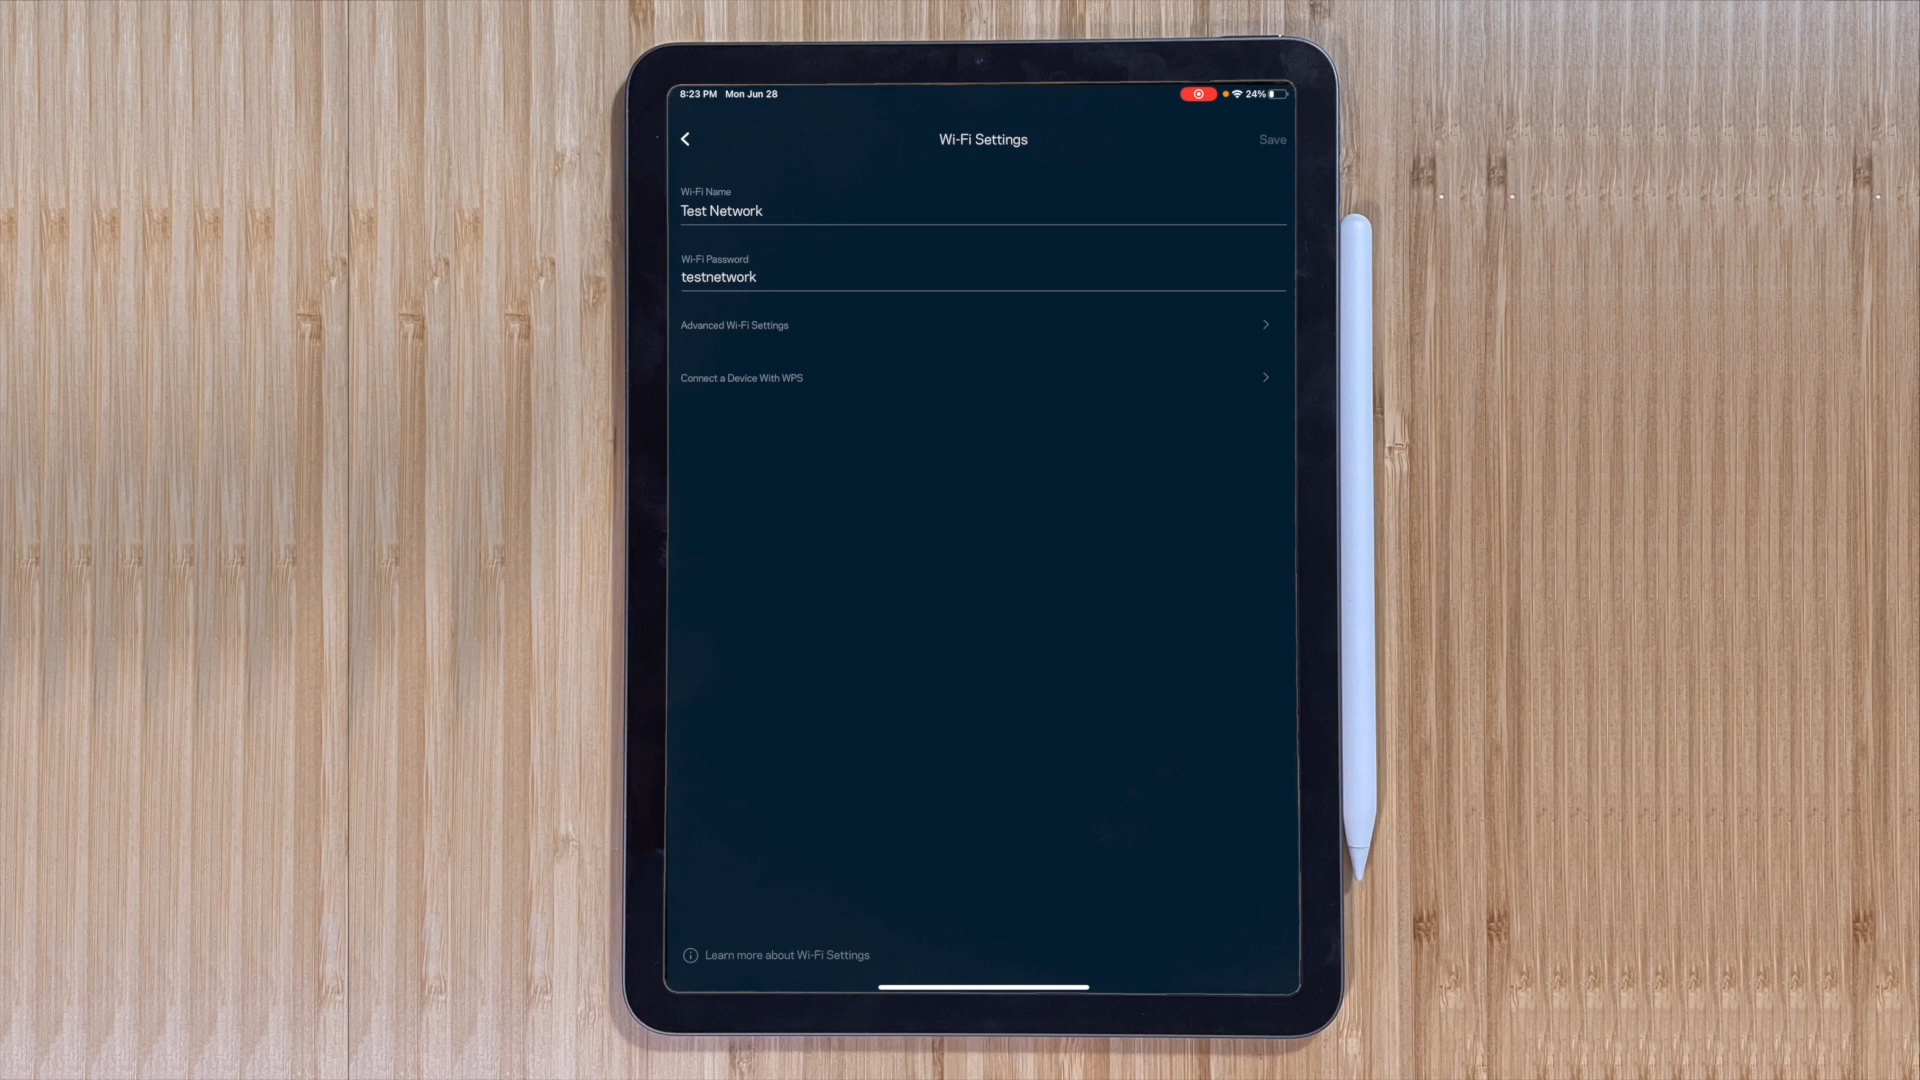 8:23 PM Mon Jun 28
24%
Wi-Fi Settings
Save
Wi-Fi Name
Test Network
Wi-Fi Password
testnetwork
Advanced Wi-Fi Settings
Connect a Device With WPS
Learn more about Wi-Fi Settings